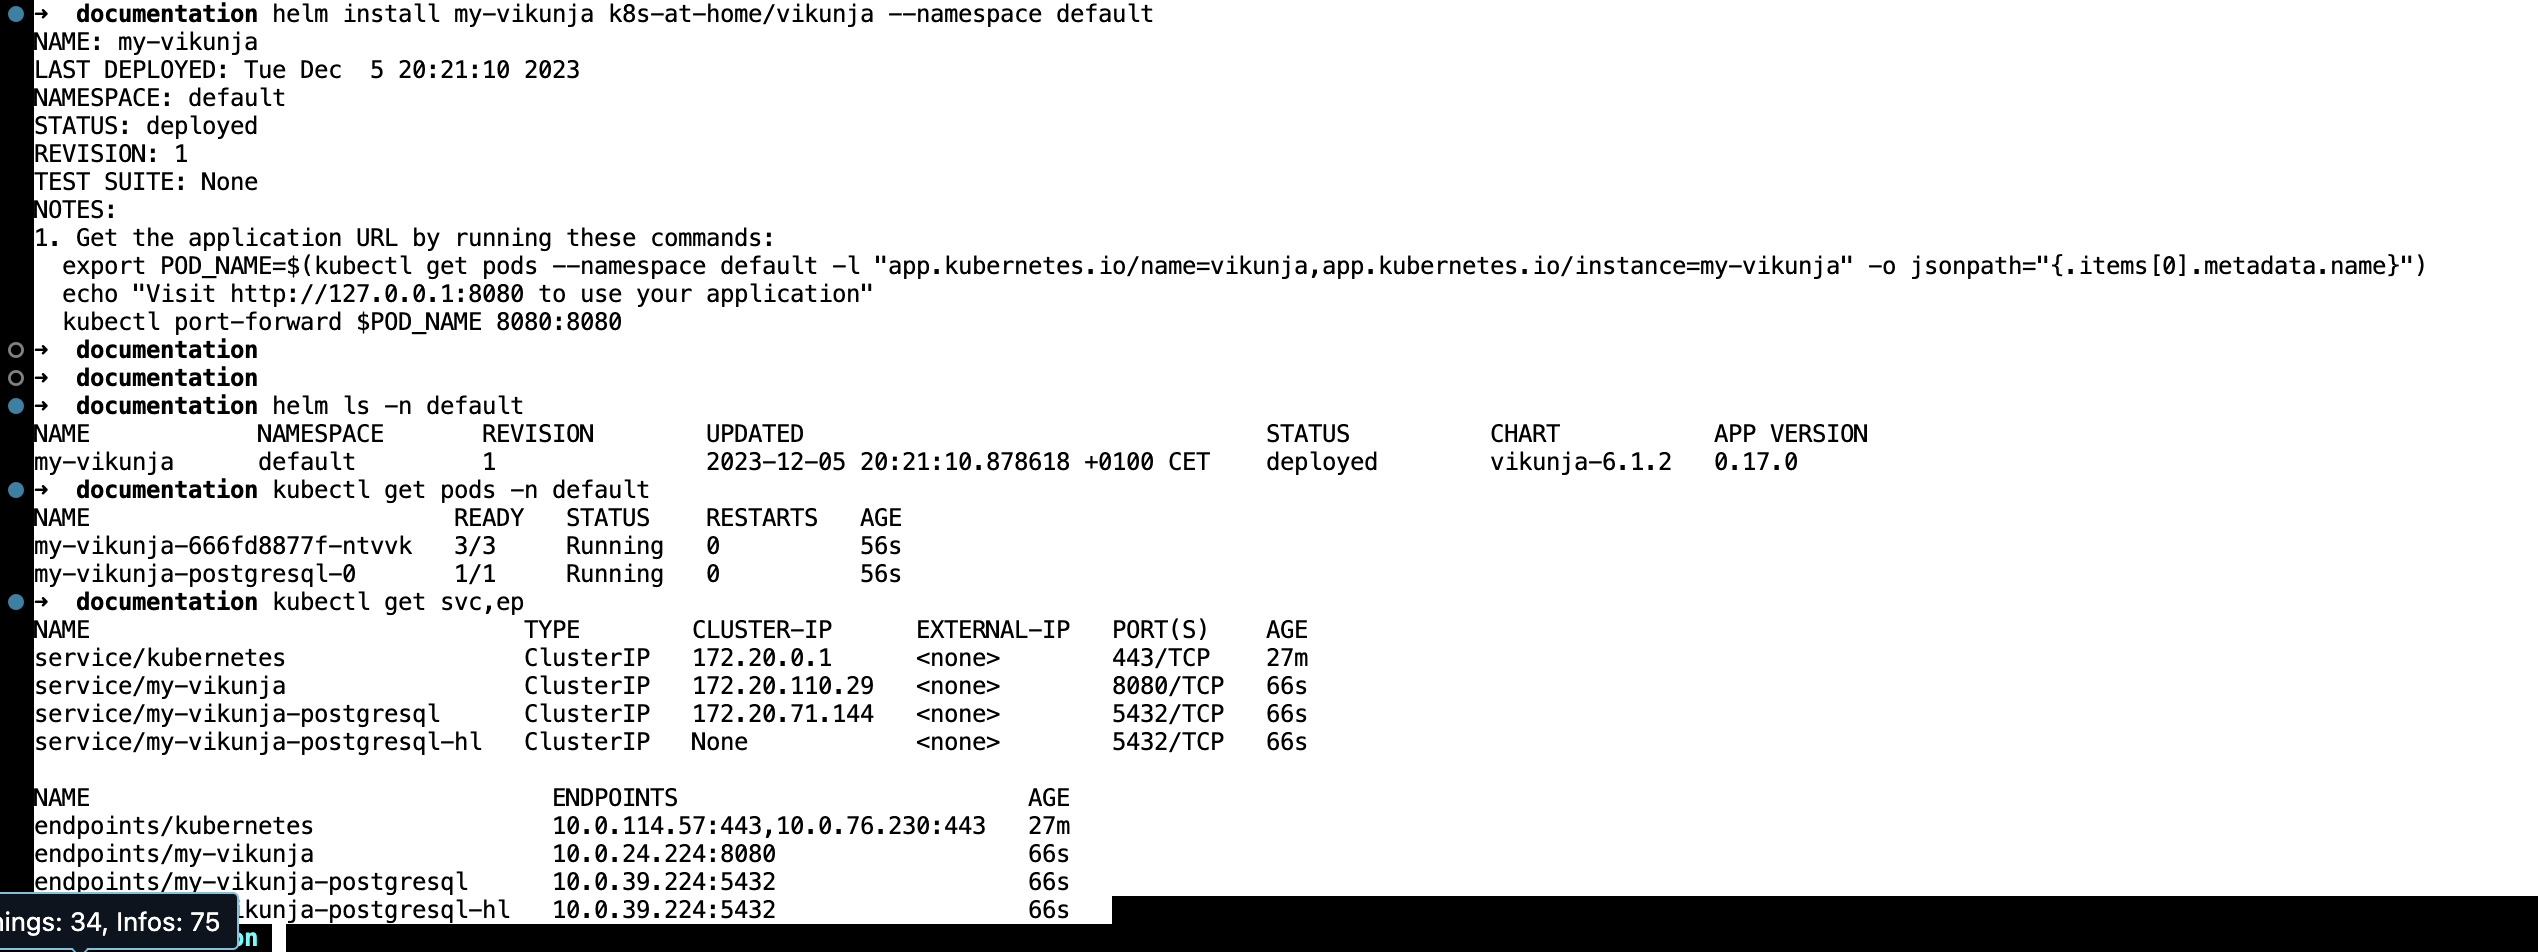 ➜  documentation helm install my-vikunja k8s-at-home/vikunja --namespace default
NAME: my-vikunja
LAST DEPLOYED: Tue Dec  5 20:21:10 2023
NAMESPACE: default
STATUS: deployed
REVISION: 1
TEST SUITE: None
NOTES:
1. Get the application URL by running these commands:
  export POD_NAME=$(kubectl get pods --namespace default -l "app.kubernetes.io/name=vikunja,app.kubernetes.io/instance=my-vikunja" -o jsonpath="{.items[0].metadata.name}")
  echo "Visit http://127.0.0.1:8080 to use your application"
  kubectl port-forward $POD_NAME 8080:8080
➜  documentation
➜  documentation
➜  documentation helm ls -n default
NAME            NAMESPACE       REVISION        UPDATED                                 STATUS          CHART           APP VERSION
my-vikunja      default         1               2023-12-05 20:21:10.878618 +0100 CET    deployed        vikunja-6.1.2   0.17.0
➜  documentation kubectl get pods -n default
NAME                          READY   STATUS    RESTARTS   AGE
my-vikunja-666fd8877f-ntvvk   3/3     Running   0          56s
my-vikunja-postgresql-0       1/1     Running   0          56s
➜  documentation kubectl get svc,ep
NAME                               TYPE        CLUSTER-IP      EXTERNAL-IP   PORT(S)    AGE
service/kubernetes                 ClusterIP   172.20.0.1      <none>        443/TCP    27m
service/my-vikunja                 ClusterIP   172.20.110.29   <none>        8080/TCP   66s
service/my-vikunja-postgresql      ClusterIP   172.20.71.144   <none>        5432/TCP   66s
service/my-vikunja-postgresql-hl   ClusterIP   None            <none>        5432/TCP   66s
NAME                                 ENDPOINTS                         AGE
endpoints/kubernetes                 10.0.114.57:443,10.0.76.230:443   27m
endpoints/my-vikunja                 10.0.24.224:8080                  66s
endpoints/my-vikunja-postgresql      10.0.39.224:5432                  66s
ikunja-postgresql-hl   10.0.39.224:5432                  66s
ings: 34, Infos: 75
on